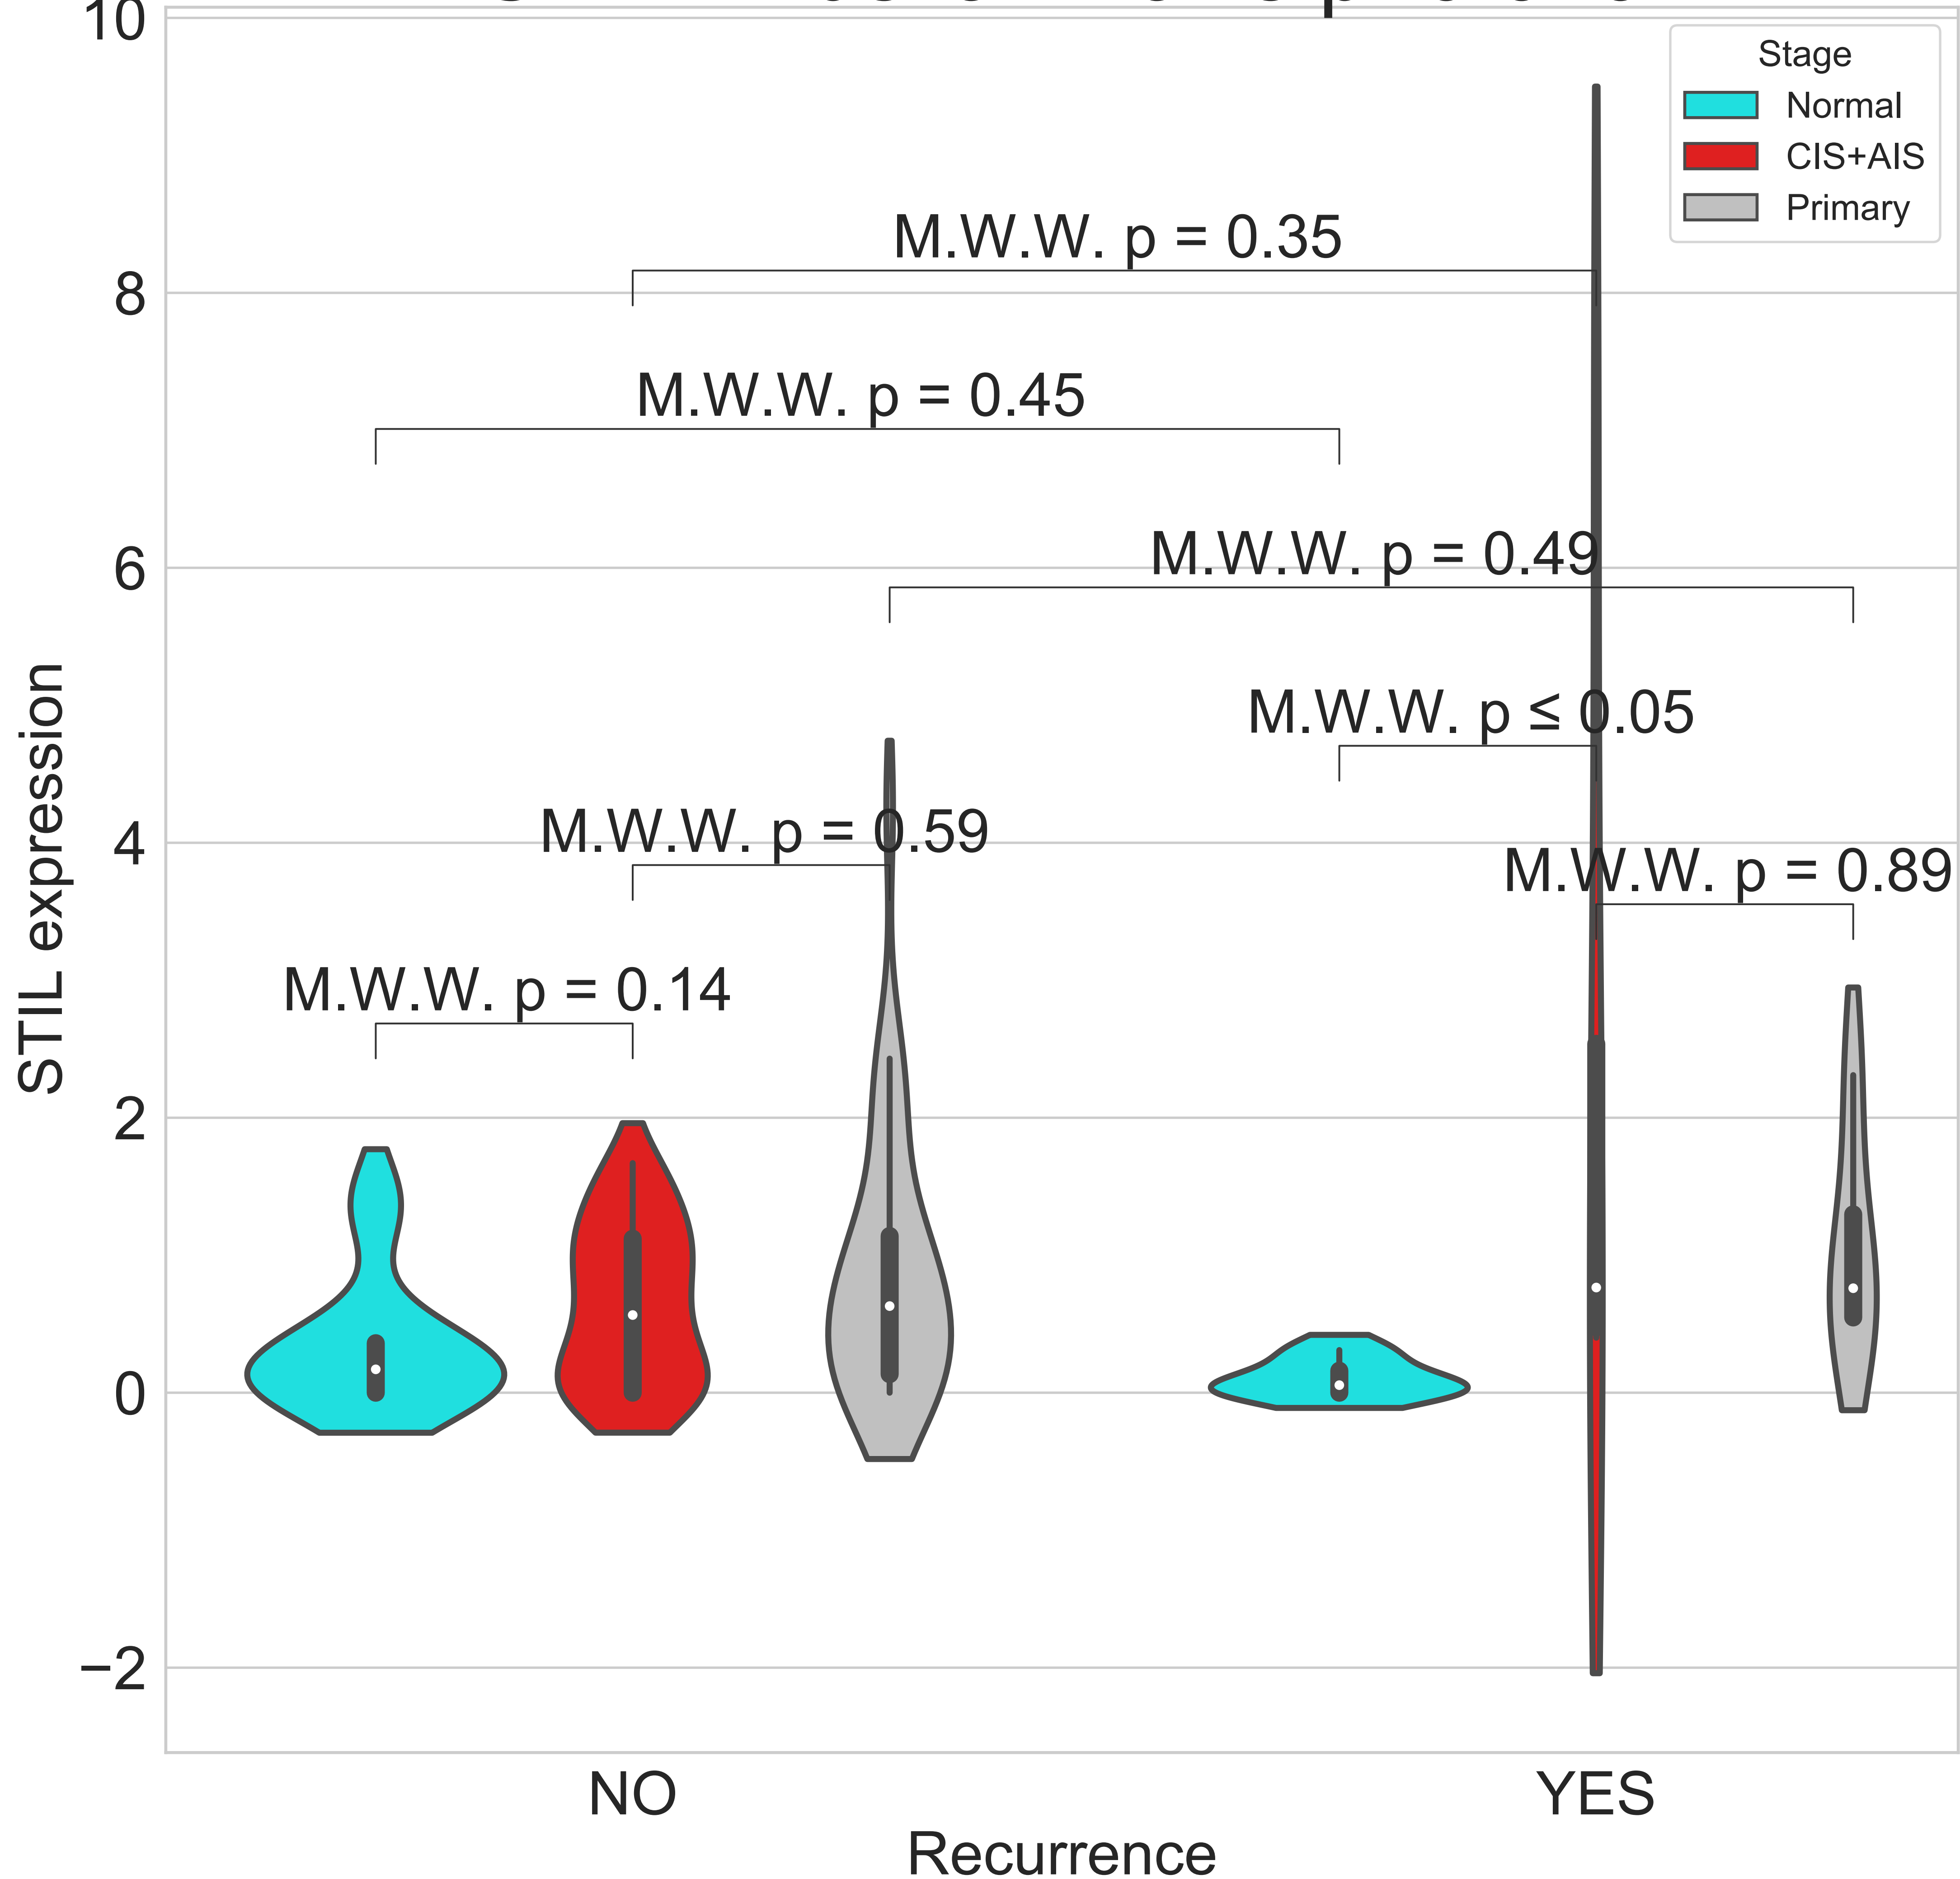 10
Stage
Normal
CIS+AIS
Primary
M.W.W. p = 0.35
8
M.W.W. p = 0.45
M.W.W. p = 0.49
6
M.W.W. p ≤ 0.05
M.W.W. p = 0.59
4
M.W.W. p = 0.89
STIL expression
M.W.W. p = 0.14
2
0
−2
NO
YES
Recurrence